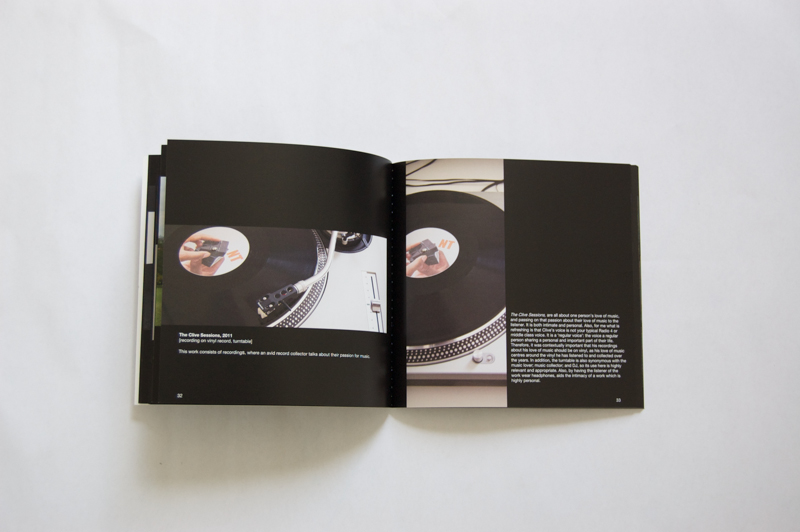 NT
The Clive Sessions, 2011
[recording on vinyl record, turntable]
This work consists of recordings, where an avid record collector talks about their passion for music.
32
NT
The Clive Sessions, are all about one person's love of music,
and passing on that passion about their love of music to the
listener. It is both intimate and personal. Also, for me what is
refreshing is that Clive's voice is not your typical Radio 4 or
middle class voice. It is a "regular voice": the voice a regular
person sharing a personal and important part of their life.
Therefore, it was contextually important that his recordings
about his love of music should be on vinyl, as his love of music
centres around the vinyl he has listened to and collected over
the years. In addition, the turntable is also synonymous with the
music lover; music collector, and DJ, so its use here is highly
relevant and appropriate. Also, by having the listener of the
work wear headphones, aids the intimacy of a work which is
highly personal.
33